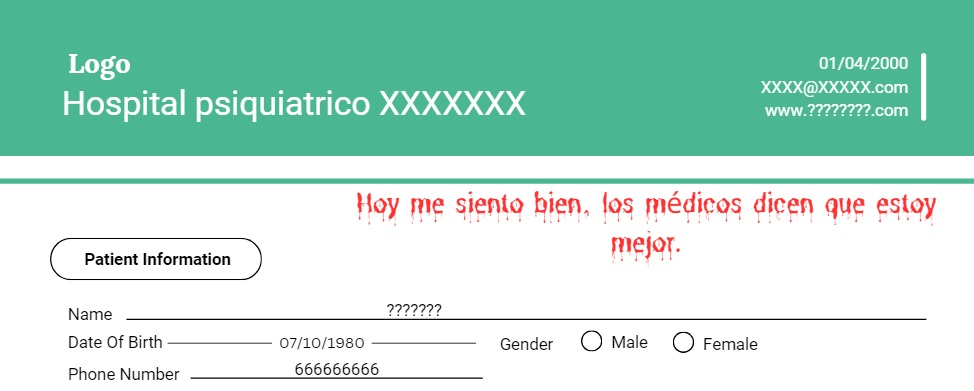 Logo
Hospital psiquiatrico XXXXXXX
01/04/2000
XXXX@XXXXX.com
www.????????.com
Hoy me siento bien, los médicos dicen que estoy
mejor.
Patient Information
Name ???????
Date Of Birth 07/10/1980 Gender Male Female
Phone Number 666666666